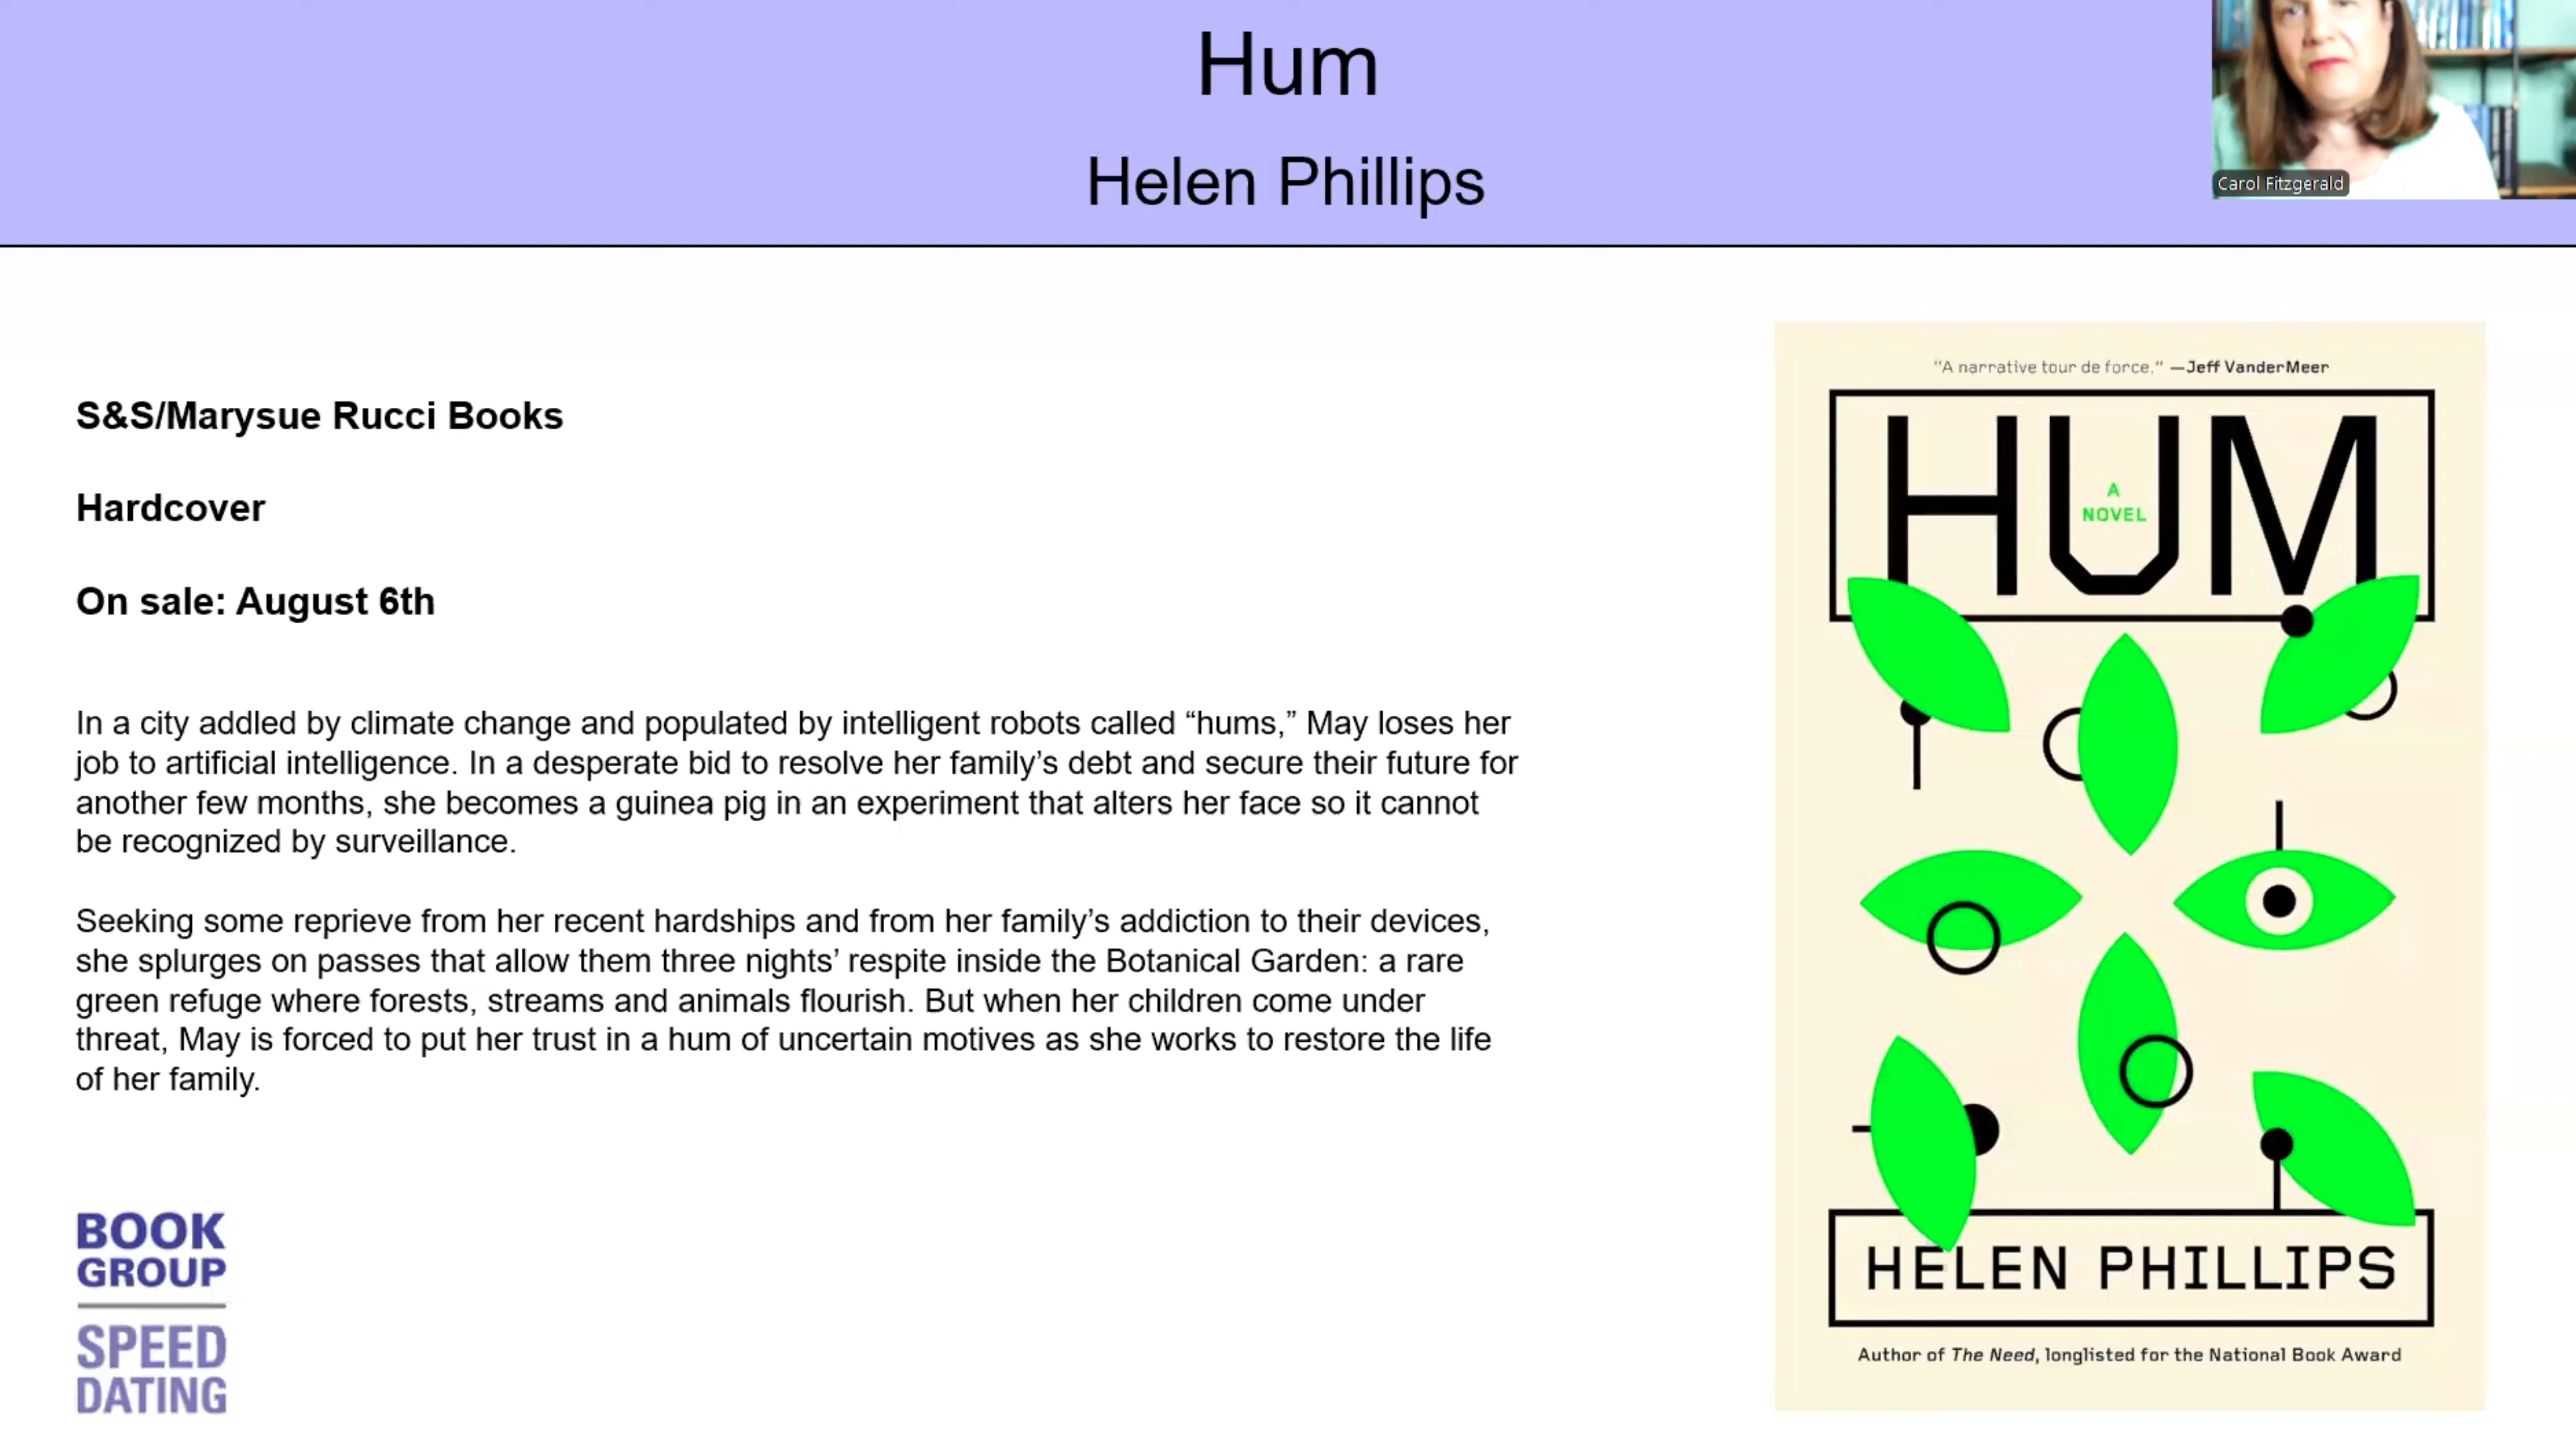 Hum
Helen Phillips
Carol Fitzgerald
S&S/Marysue Rucci Books
Hardcover
On sale: August 6th
In a city addled by climate change and populated by intelligent robots called “hums,” May loses her
job to artificial intelligence. In a desperate bid to resolve her family’s debt and secure their future for
another few months, she becomes a guinea pig in an experiment that alters her face so it cannot
be recognized by surveillance.
Seeking some reprieve from her recent hardships and from her family’s addiction to their devices,
she splurges on passes that allow them three nights’ respite inside the Botanical Garden: a rare
green refuge where forests, streams and animals flourish. But when her children come under
threat, May is forced to put her trust in a hum of uncertain motives as she works to restore the life
of her family.
BOOK
GROUP
SPEED
DATING
"A narrative tour de force." —Jeff VanderMeer
HUM
A
NOVEL
HELEN PHILLIPS
Author of The Need, longlisted for the National Book Award